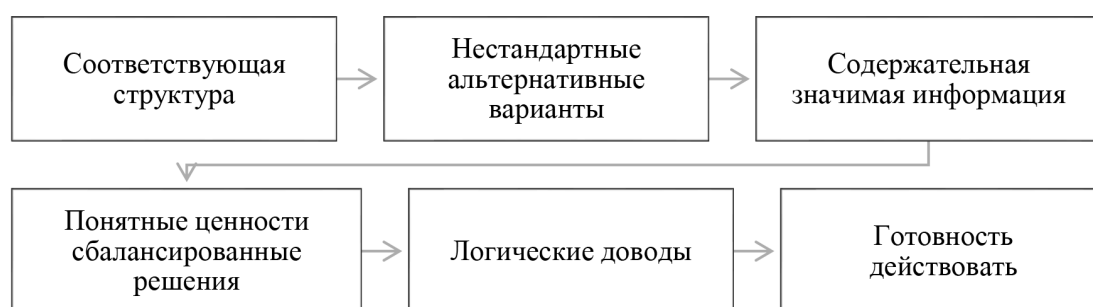 Соответствующая
структура
Нестандартные
альтернативные
варианты
Содержательная
значимая информация
Понятные ценности
сбалансированные
решения
Логические доводы
Готовность
действовать